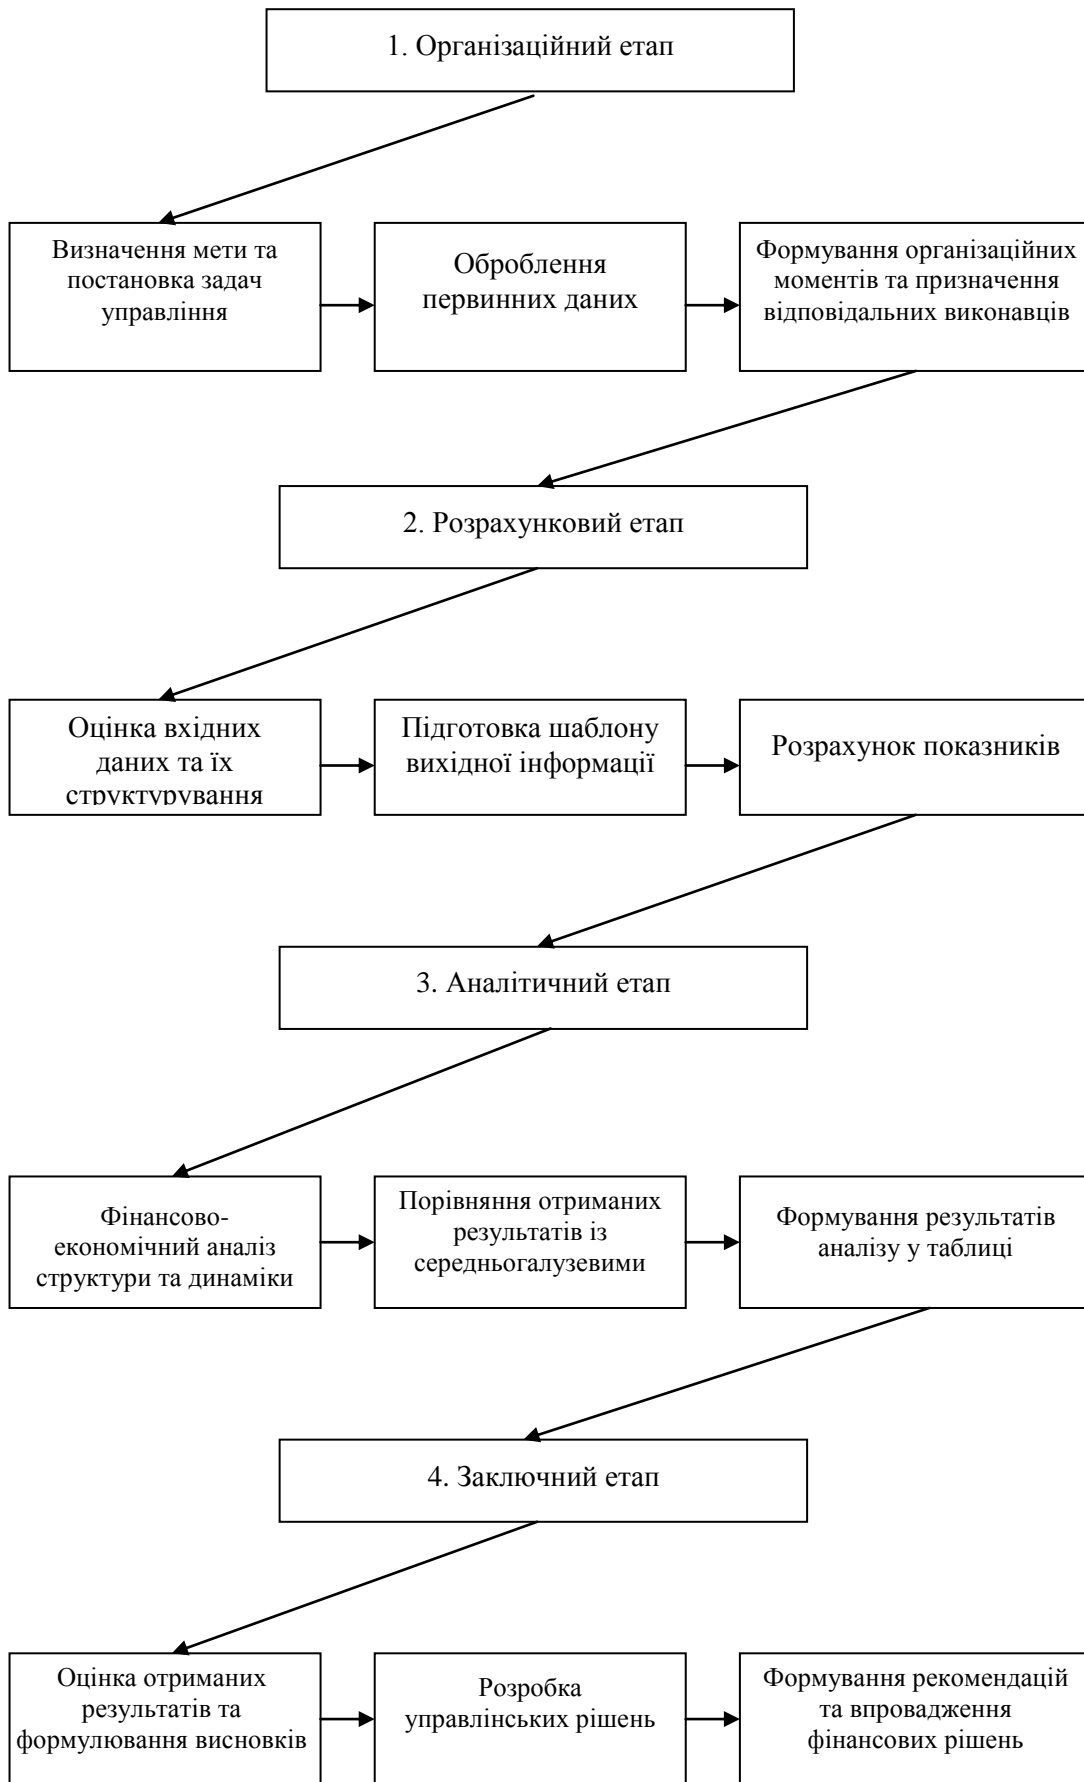 1. Організаційний етап
Визначення мети та
постановка задач
управління
Оброблення
первинних даних
Формування організаційних
моментів та призначення
відповідальних виконавців
2. Розрахунковий етап
Оцінка вхідних
даних та їх
структурування
Підготовка шаблону
вихідної інформації
Розрахунок показників
3. Аналітичний етап
Фінансово-
економічний аналіз
структури та динаміки
Порівняння отриманих
результатів із
середньогалузевими
Формування результатів
аналізу у таблиці
4. Заключний етап
Оцінка отриманих
результатів та
формулювання висновків
Розробка
управлінських рішень
Формування рекомендацій
та впровадження
фінансових рішень